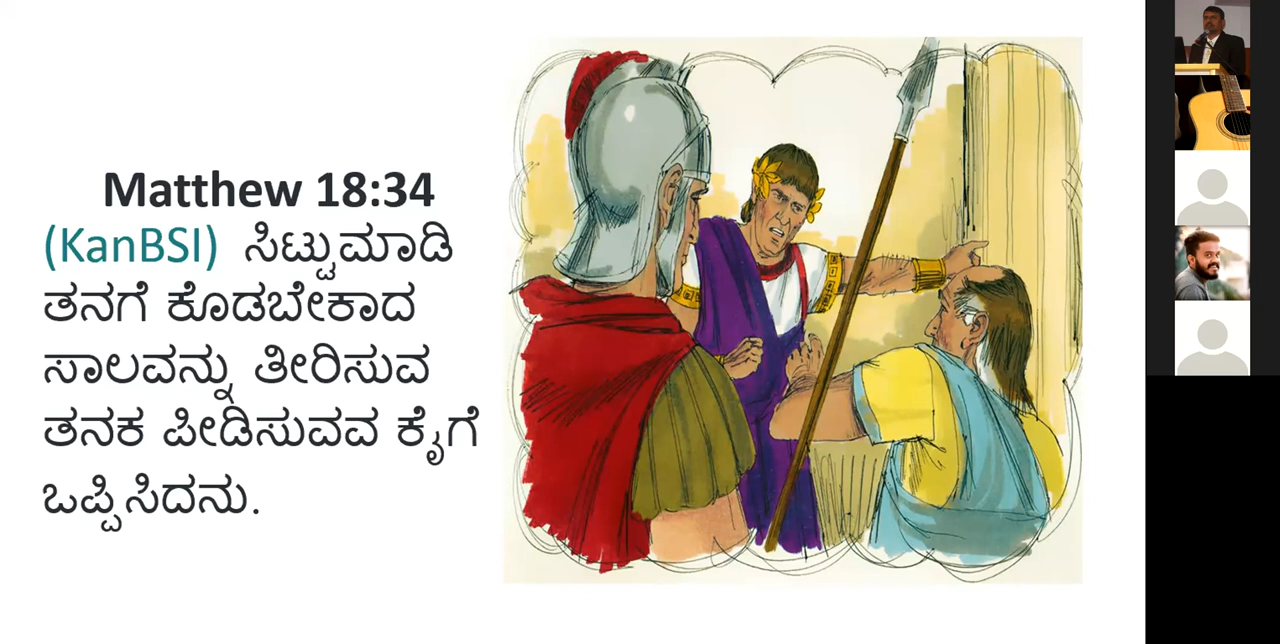 Matthew 18:34
(KanBSI) ಸಿಟ್ಟುಮಾಡಿ
ತನಗೆ ಕೊಡಬೇಕಾದ
ಸಾಲವನ್ನು ತೀರಿಸುವ
ತನಕ ಪೀಡಿಸುವವ ಕೈಗೆ
ಒಪ್ಪಿಸಿದನು.